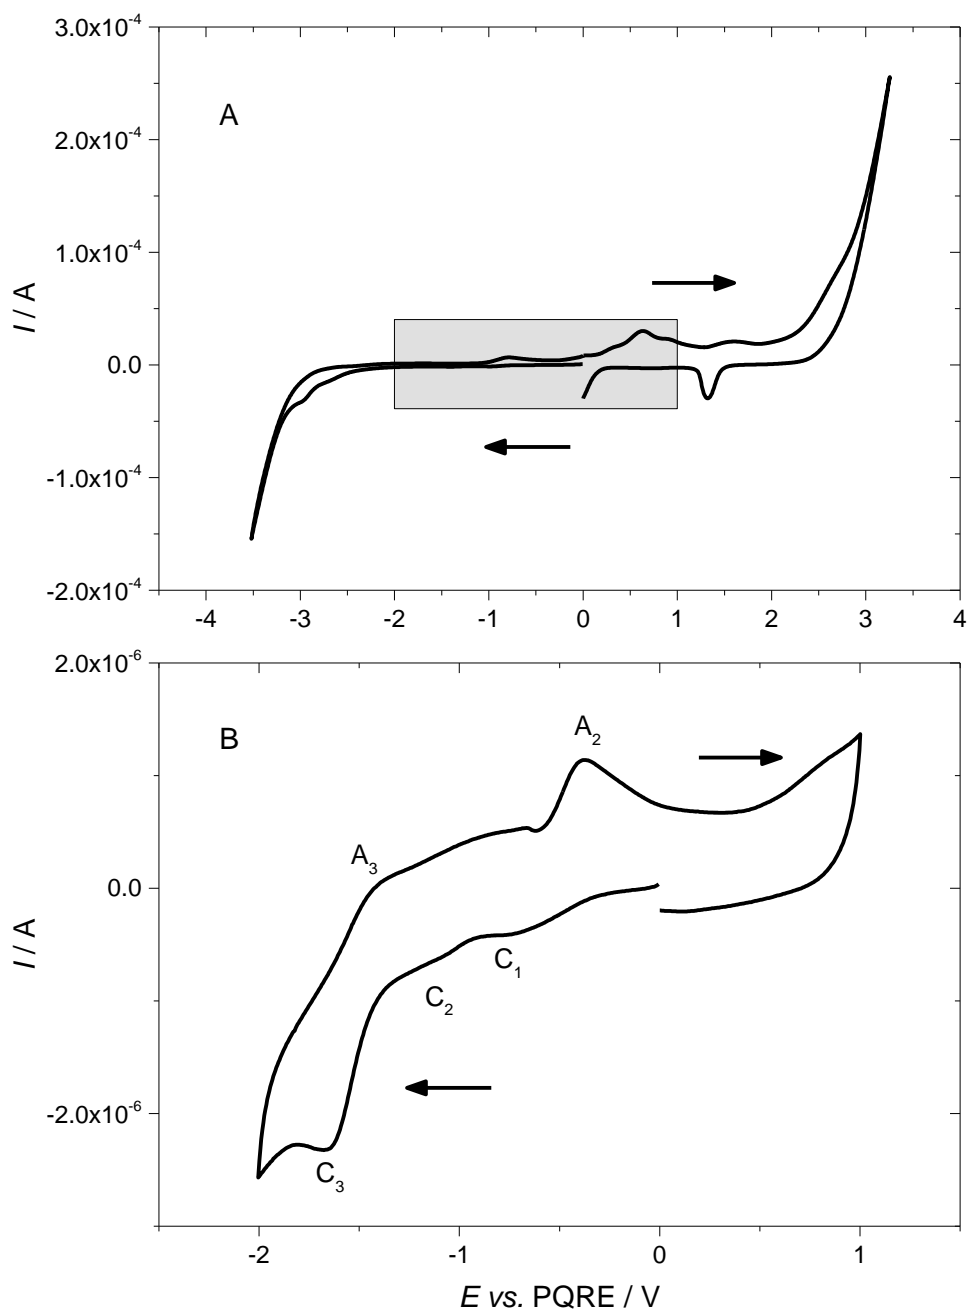 3.0x10⁻⁴
A
2.0x10⁻⁴
1.0x10⁻⁴
I / A
0.0
-1.0x10⁻⁴
-2.0x10⁻⁴
-4 -3 -2 -1 0 1 2 3 4
2.0x10⁻⁶
B
A₂
A₃
0.0
I / A
C₁
C₂
-2.0x10⁻⁶
C₃
-2 -1 0 1
E vs. PQRE / V